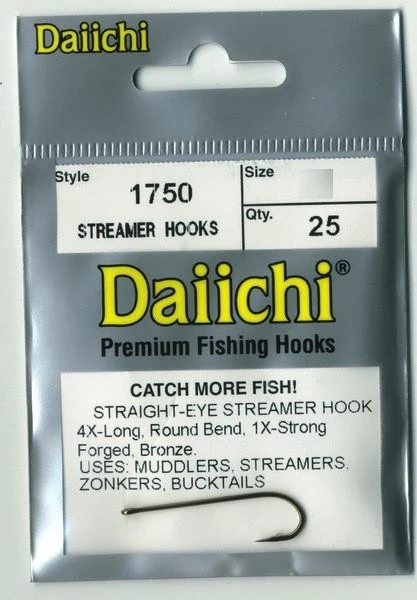 Daiichi
Style
1750
STREAMER HOOKS
Size
Qty.
25
Daiichi®
Premium Fishing Hooks
CATCH MORE FISH!
STRAIGHT-EYE STREAMER HOOK
4X-Long, Round Bend, 1X-Strong
Forged, Bronze.
USES: MUDDLERS, STREAMERS,
ZONKERS, BUCKTAILS